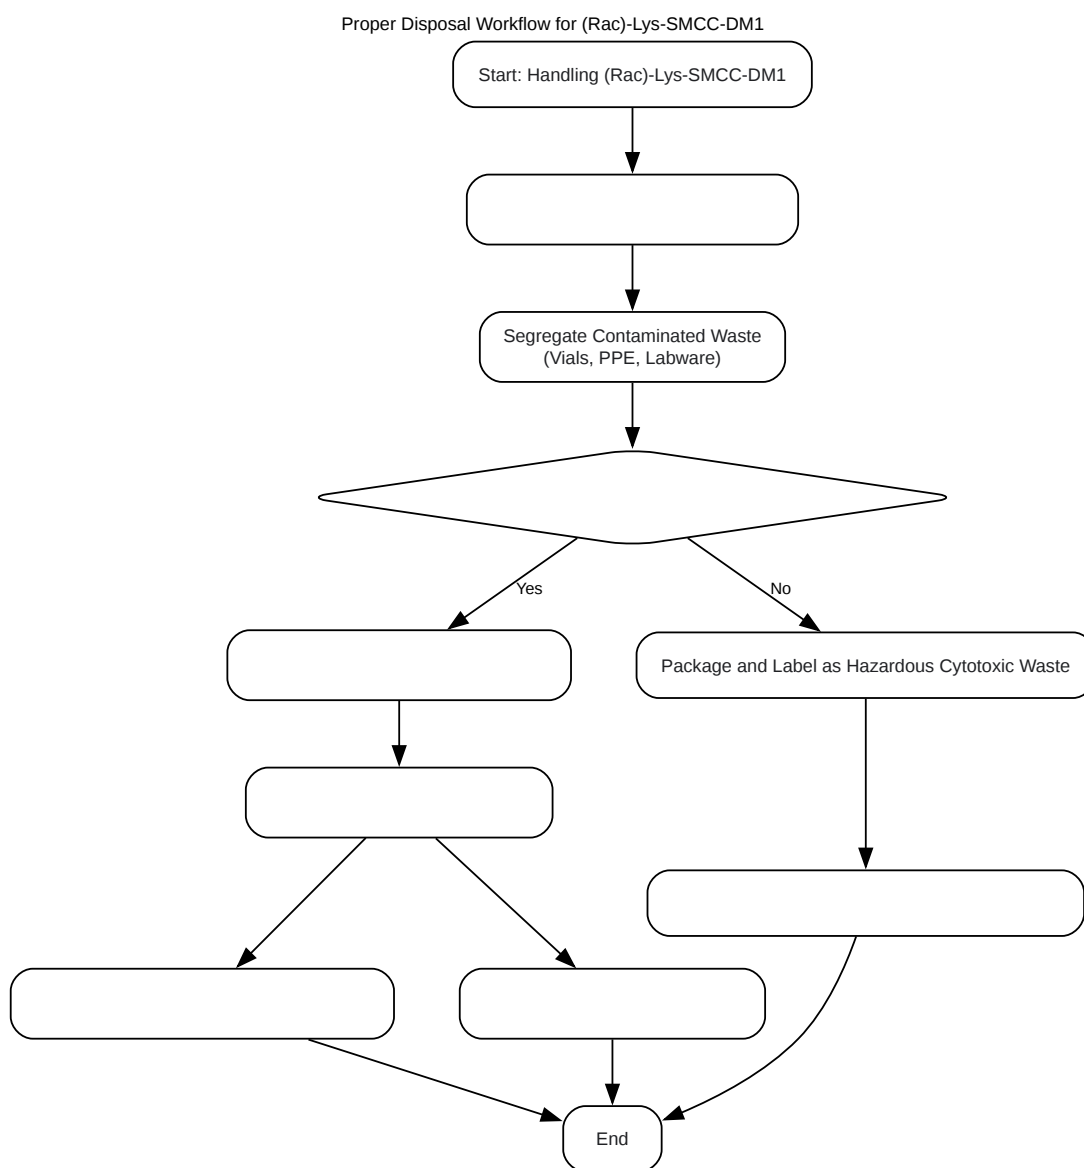 Proper Disposal Workflow for (Rac)-Lys-SMCC-DM1
Start: Handling (Rac)-Lys-SMCC-DM1
Segregate Contaminated Waste
(Vials, PPE, Labware)
Yes
No
Package and Label as Hazardous Cytotoxic Waste
End